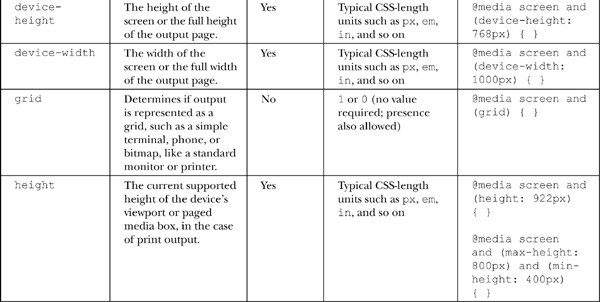 device-height
The height of the screen or the full height of the output page.
Yes
Typical CSS-length units such as px, em, in, and so on
@media screen and (device-height: 768px) { }
device-width
The width of the screen or the full width of the output page.
Yes
Typical CSS-length units such as px, em, in, and so on
@media screen and (device-width: 1000px) { }
grid
Determines if output is represented as a grid, such as a simple terminal, phone, or bitmap, like a standard monitor or printer.
No
1 or 0 (no value required; presence also allowed)
@media screen and (grid) { }
height
The current supported height of the device's viewport or paged media box, in the case of print output.
Yes
Typical CSS-length units such as px, em, in, and so on
@media screen and (height: 922px) { }
@media screen and (max-height: 800px) and (min-height: 400px) { }